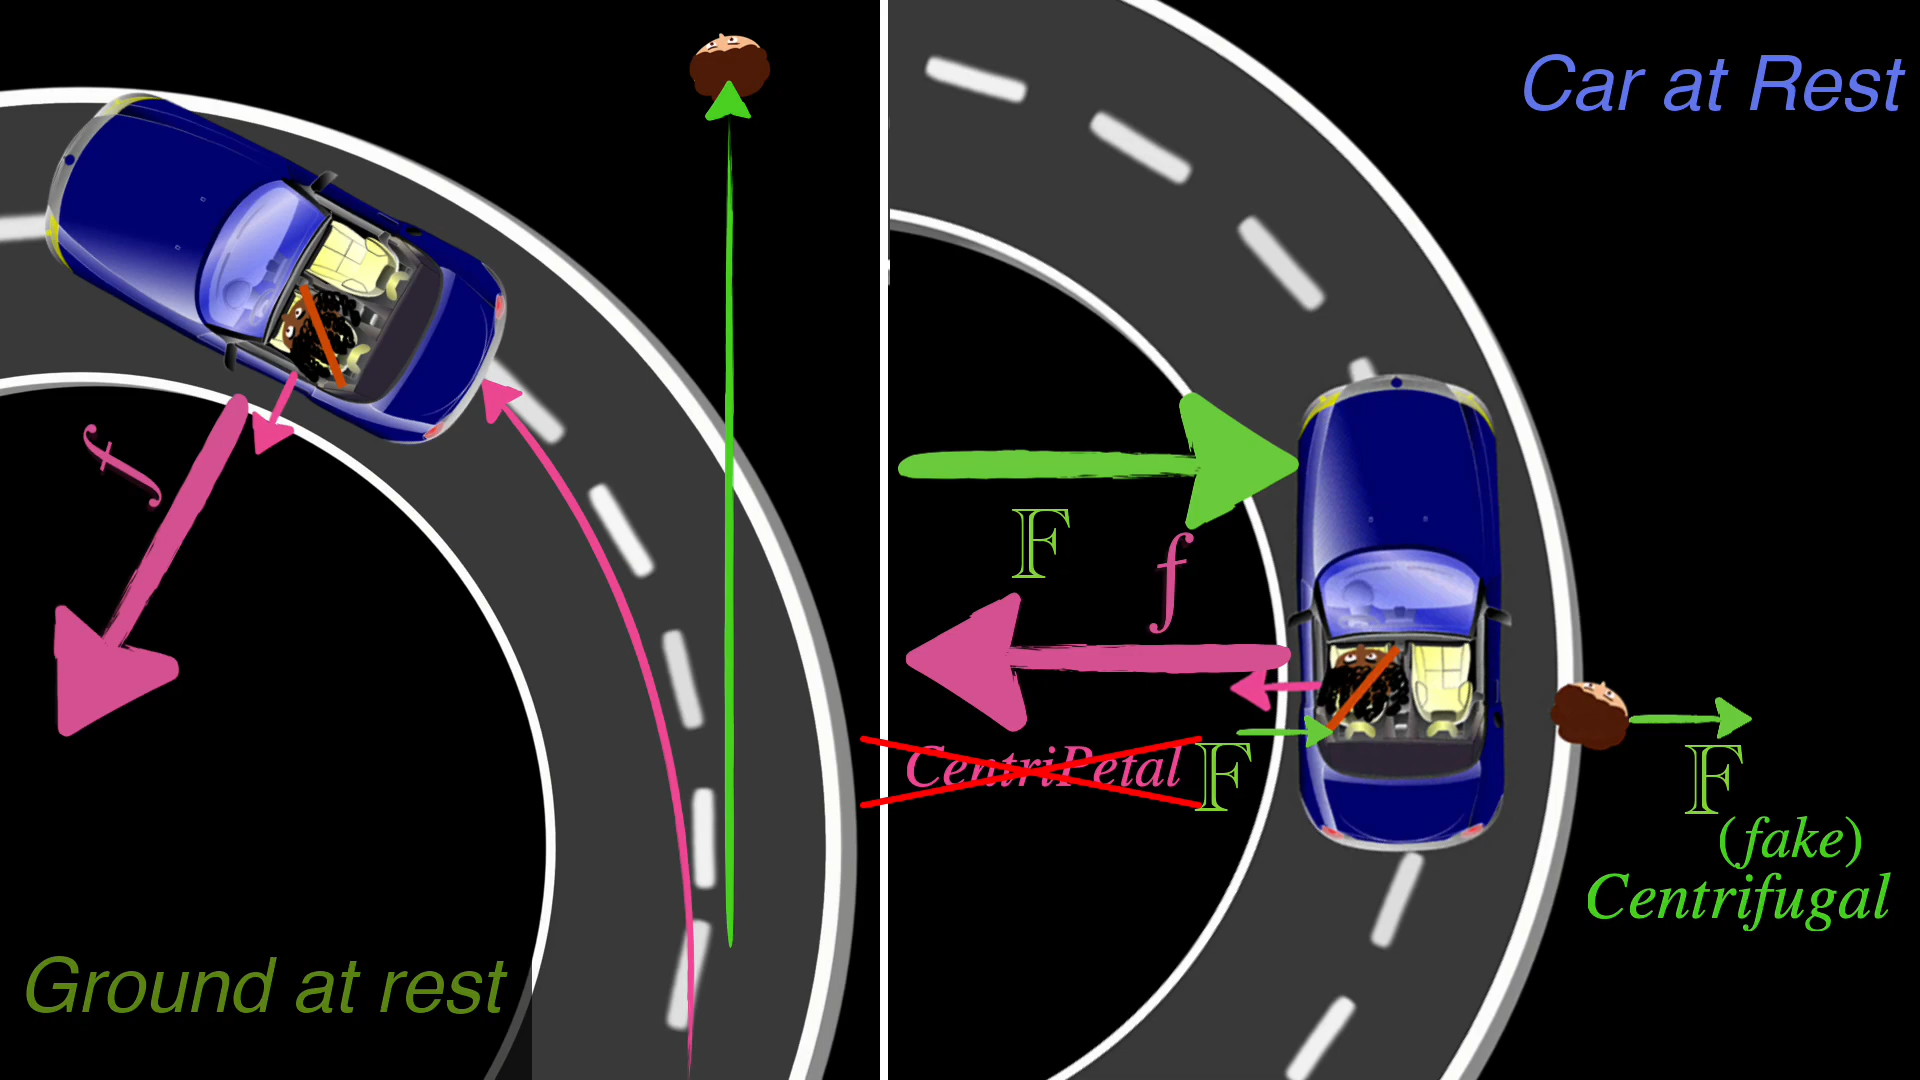 f
Ground at rest
Car at Rest
𝔽
f
CentriPetal
𝔽
𝔽
(fake)
Centrifugal